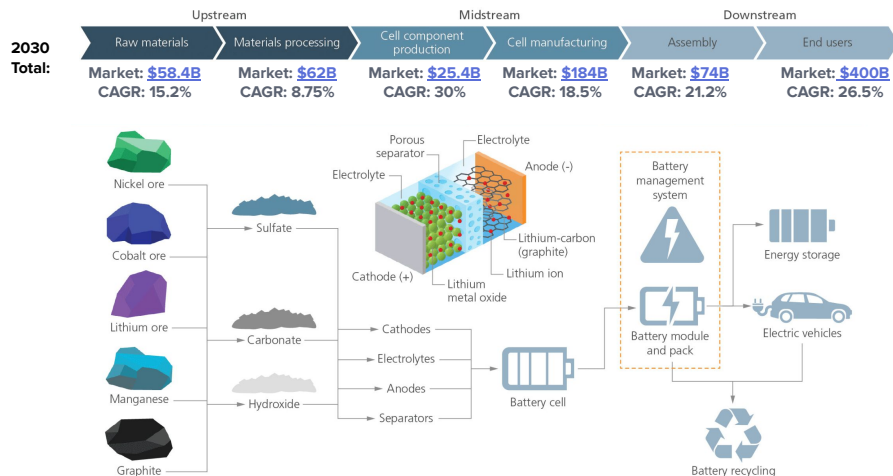 Upstream
Midstream
Downstream
2030
Total:
Raw materials
Materials processing
Cell component
production
Cell manufacturing
Assembly
End users
Market: $58.4B
CAGR: 15.2%
Market: $62B
CAGR: 8.75%
Market: $25.4B
CAGR: 30%
Market: $184B
CAGR: 18.5%
Market: $74B
CAGR: 21.2%
Market: $400B
CAGR: 26.5%
Nickel ore
Cobalt ore
Lithium ore
Manganese
Graphite
Sulfate
Carbonate
Hydroxide
Porous
separator
Electrolyte
Electrolyte
Anode (-)
Lithium-carbon
(graphite)
Lithium ion
Cathode (+)
Lithium
metal oxide
Cathodes
Electrolytes
Anodes
Separators
Battery cell
Battery
management
system
Battery module
and pack
Energy storage
Electric vehicles
Battery recycling